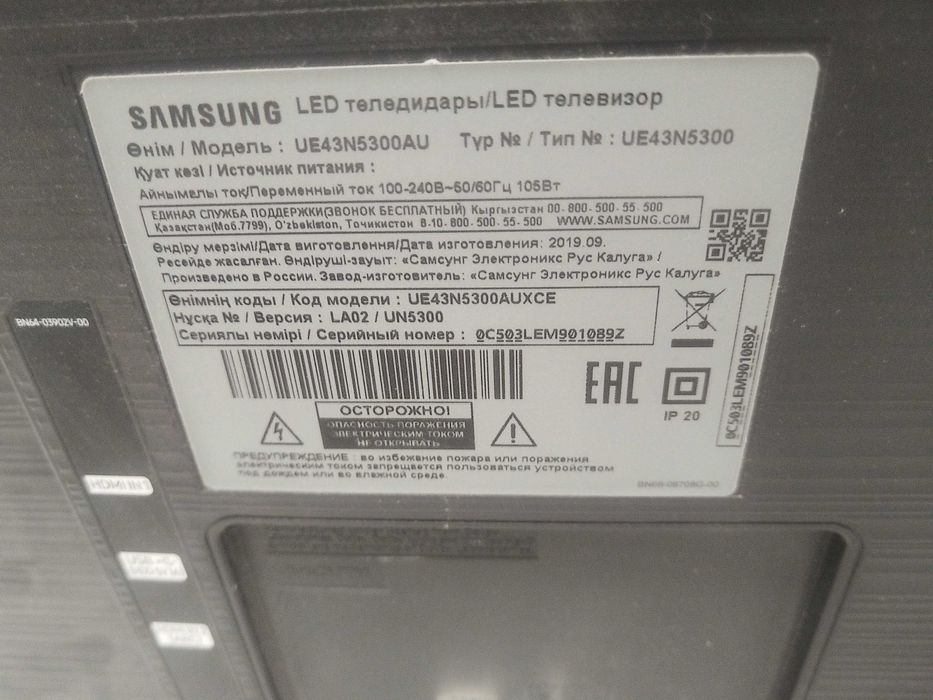 SAMSUNG LED теледидары/LED телевизор
Өнім / Модель : UE43N5300AU Түр № / Тип № : UE43N5300
Қуат көзі / Источник питания :
Айнымалы ток/Переменный ток 100-240В~50/60Гц 105Вт
ЕДИНАЯ СЛУЖБА ПОДДЕРЖКИ(ЗВОНОК БЕСПЛАТНЫЙ) Кыргызстан 00-800-500-55-500
Қазақстан(Моб.7799), O'zbekiston, Тоҷикистон 8-10-800-500-55-500 WWW.SAMSUNG.COM
Өндіру мерзімі/Дата виготовлення/Дата изготовления: 2019.09.
Ресейде жасалған. Өндіруші-зауыт: «Самсунг Электроникс Рус Калуга» /
Произведено в России. Завод-изготовитель: «Самсунг Электроникс Рус Калуга»
Өнімнің коды / Код модели : UE43N5300AUXCE
Нұсқа № / Версия : LA02 / UN5300
Сериялы немірі / Серийный номер : 0C503LEM901089Z
0C503LEM901089Z
EAC
IP 20
ОСТОРОЖНО!
ОПАСНОСТЬ ПОРАЖЕНИЯ
ЭЛЕКТРИЧЕСКИМ ТОКОМ
НЕ ОТКРЫВАТЬ
ПРЕДУПРЕЖДЕНИЕ : во избежание пожара или поражения
электрическим током запрещается пользоваться устройством
под дождем или во влажной среде.
BN64-03902V-00
HDMI IN 1